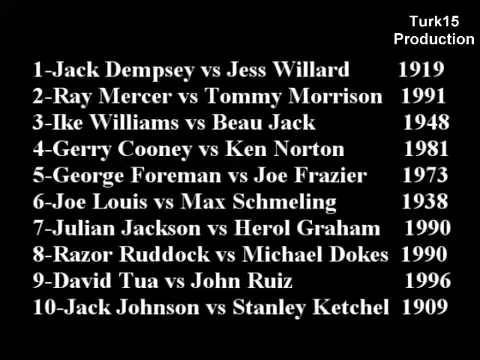 Turk15
Production
1-Jack Dempsey vs Jess Willard 1919
2-Ray Mercer vs Tommy Morrison 1991
3-Ike Williams vs Beau Jack 1948
4-Gerry Cooney vs Ken Norton 1981
5-George Foreman vs Joe Frazier 1973
6-Joe Louis vs Max Schmeling 1938
7-Julian Jackson vs Herol Graham 1990
8-Razor Ruddock vs Michael Dokes 1990
9-David Tua vs John Ruiz 1996
10-Jack Johnson vs Stanley Ketchel 1909